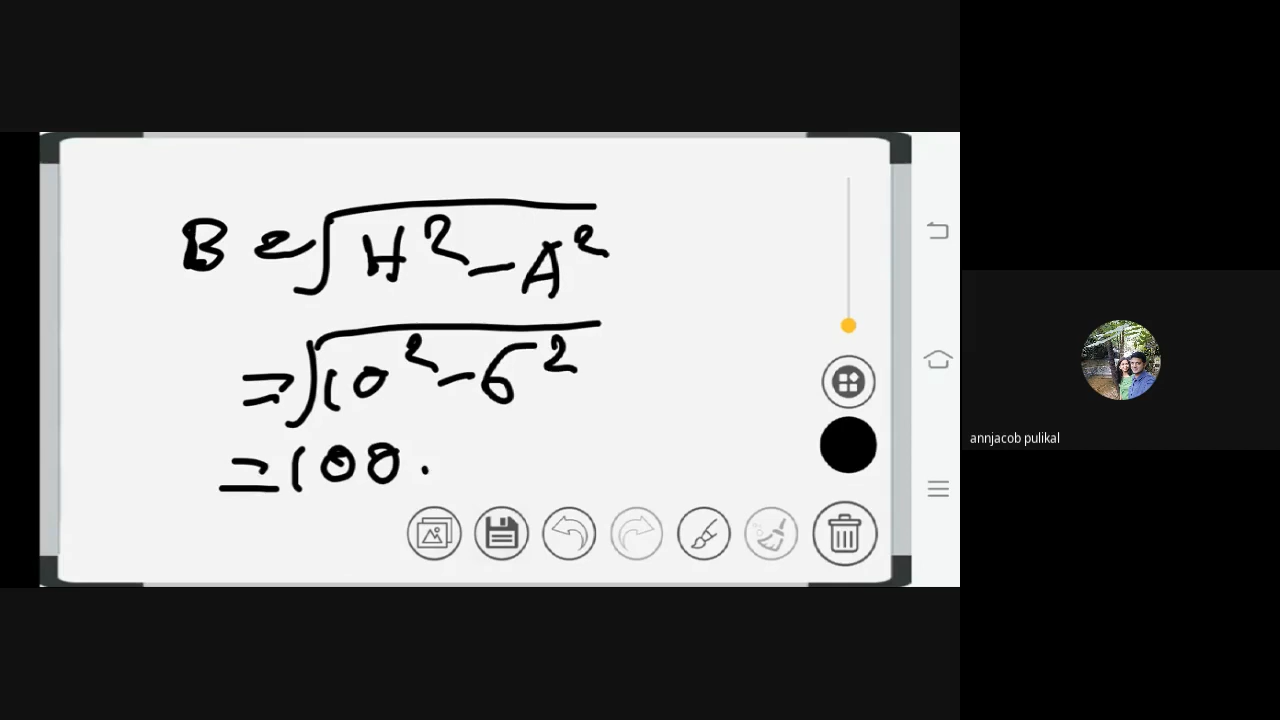 B = √H² - A²
= √10² - 6²
= 100.
annjacob pulikal